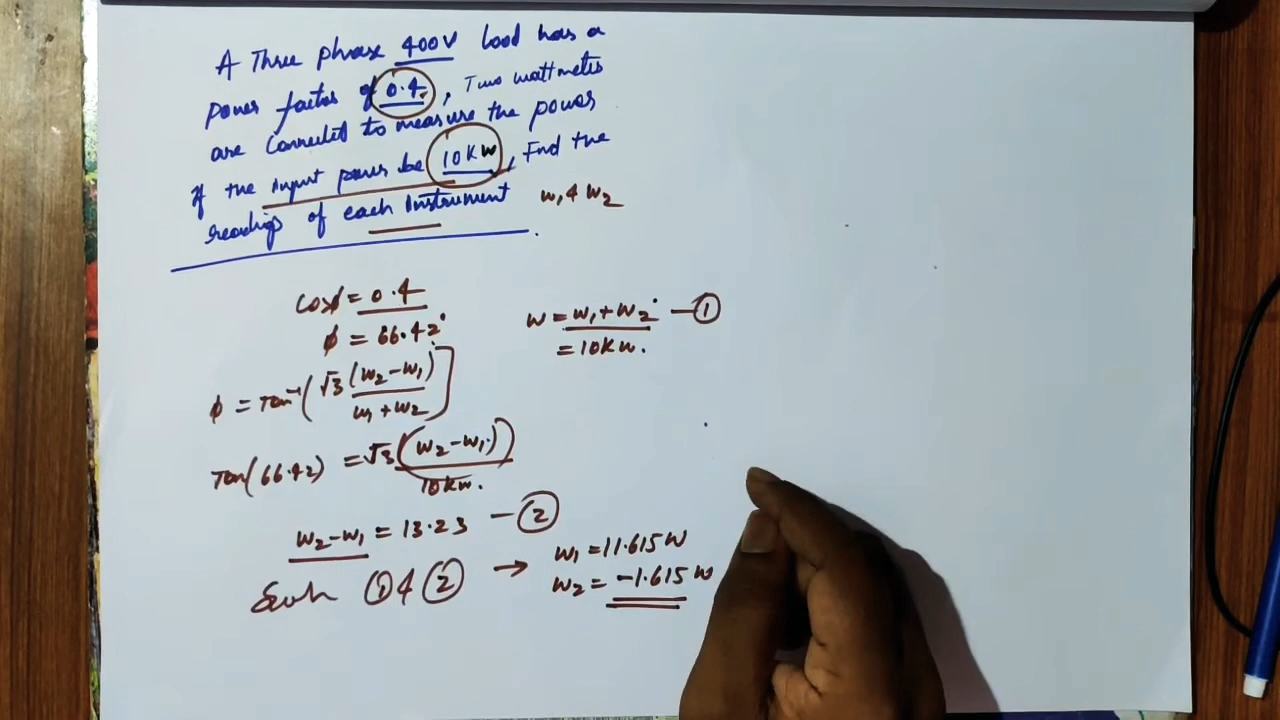 A Three phase 400V load has a
power factor of 0.4, Two wattmeters
are Connected to measure the power
if the input power be 10KW, Find the
readings of each Instrument w1 & w2
cosϕ = 0.4
ϕ = 66.42°
w = w1 + w2 — ①
= 10Kw.
ϕ = Tan⁻¹(√3 (w2 - w1) / w1 + w2)
Tan(66.42) = √3 (w2 - w1) / 10Kw.
w2 - w1 = 13.23 — ②
① & ② → w1 = 11.615 W
w2 = -1.615 W